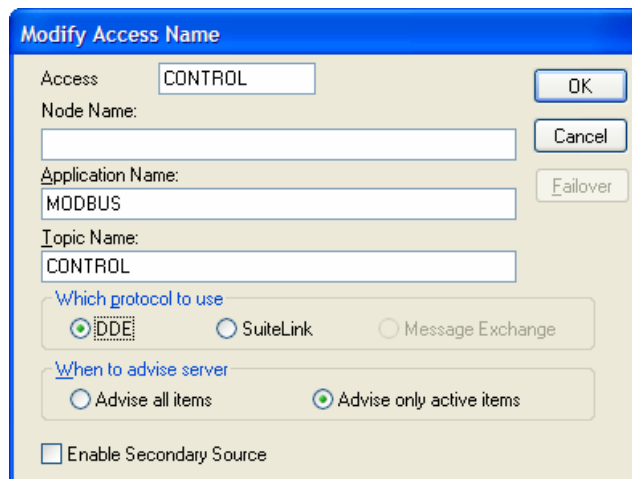 Modify Access Name
Access CONTROL
OK
Node Name:
Cancel
Application Name:
Failover
MODBUS
Topic Name:
CONTROL
Which protocol to use
DDE SuiteLink Message Exchange
When to advise server
Advise all items Advise only active items
Enable Secondary Source